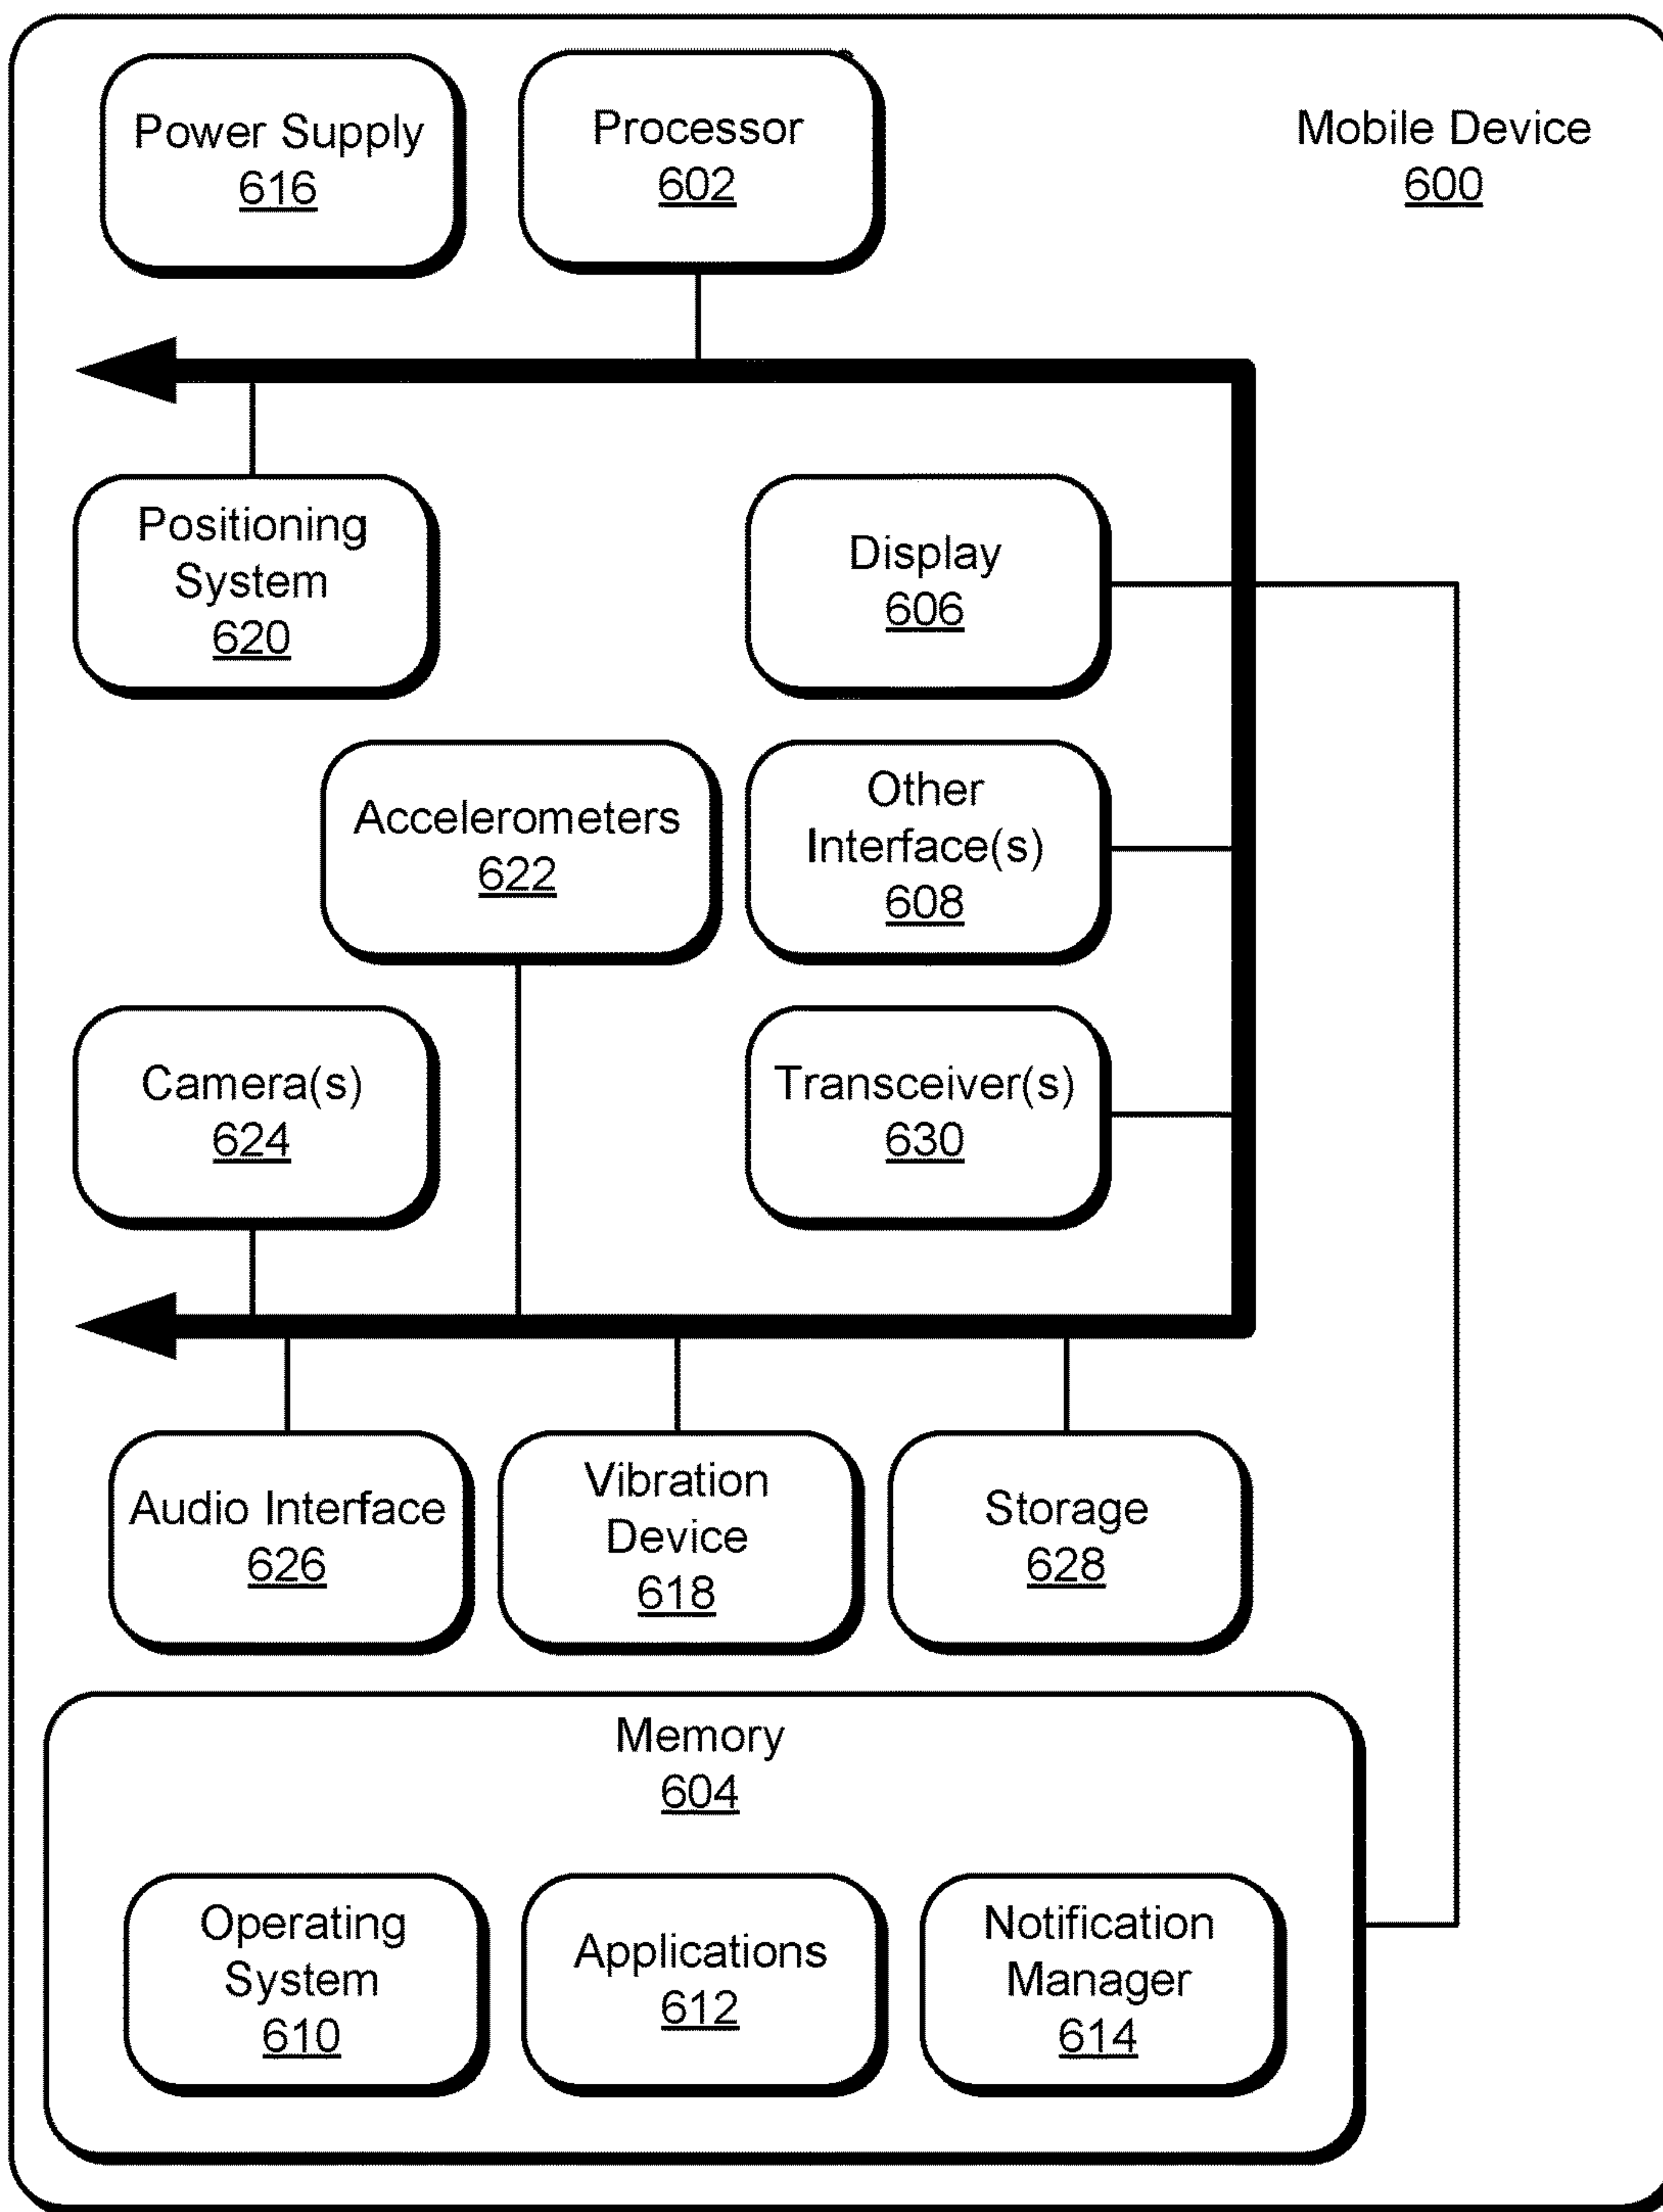 Power Supply
616
Processor
602
Mobile Device
600
Positioning
System
620
Display
606
Accelerometers
622
Other
Interface(s)
608
Camera(s)
624
Transceiver(s)
630
Audio Interface
626
Vibration
Device
618
Storage
628
Memory
604
Operating
System
610
Applications
612
Notification
Manager
614